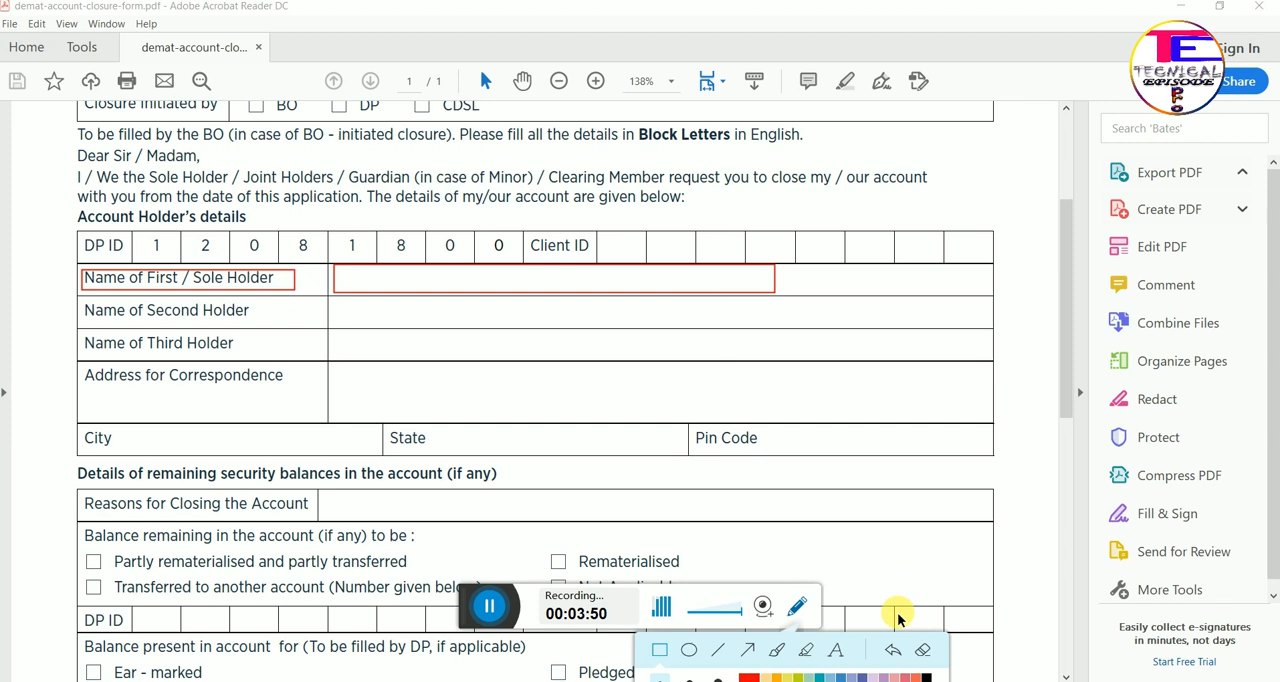 demat-account-closure-form.pdf - Adobe Acrobat Reader DC
File Edit View Window Help
Home Tools demat-account-clo... × Sign In
1 / 1 138% Share
TE
TECNICAL
EPISODE
PFO
Closure initiated by BO DP CDSL
To be filled by the BO (in case of BO - initiated closure). Please fill all the details in Block Letters in English.
Dear Sir / Madam,
I / We the Sole Holder / Joint Holders / Guardian (in case of Minor) / Clearing Member request you to close my / our account
with you from the date of this application. The details of my/our account are given below:
Account Holder's details
DP ID 1 2 0 8 1 8 0 0 Client ID
Name of First / Sole Holder
Name of Second Holder
Name of Third Holder
Address for Correspondence
City State Pin Code
Details of remaining security balances in the account (if any)
Reasons for Closing the Account
Balance remaining in the account (if any) to be :
Partly rematerialised and partly transferred Rematerialised
Transferred to another account (Number given
DP ID
Balance present in account for (To be filled by DP, if applicable)
Ear - marked Pledged
Recording...
00:03:50
A
Search 'Bates'
Export PDF
Create PDF
Edit PDF
Comment
Combine Files
Organize Pages
Redact
Protect
Compress PDF
Fill & Sign
Send for Review
More Tools
Easily collect e-signatures
in minutes, not days
Start Free Trial